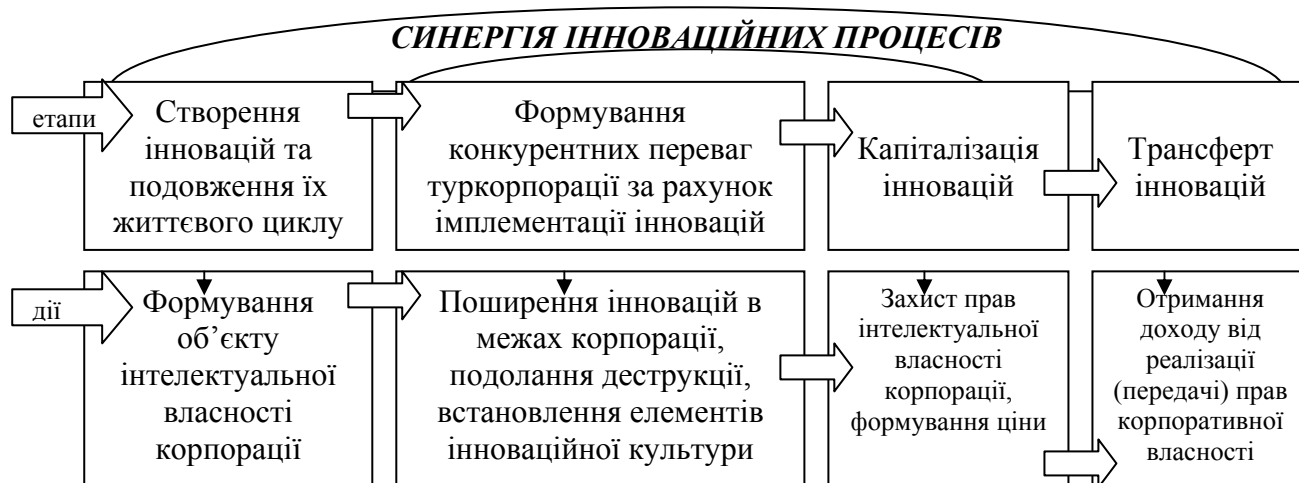 СИНЕРГІЯ ІННОВАЦІЙНИХ ПРОЦЕСІВ
етапи
Створення
інновацій та
подовження їх
життєвого циклу
Формування
конкурентних переваг
туркорпорації за рахунок
імплементації інновацій
Капіталізація
інновацій
Трансферт
інновацій
дії
Формування
об’єкту
інтелектуальної
власності
корпорації
Поширення інновацій в
межах корпорації,
подолання деструкції,
встановлення елементів
інноваційної культури
Захист прав
інтелектуальної
власності
корпорації,
формування ціни
Отримання
доходу від
реалізації
(передачі) прав
корпоративної
власності